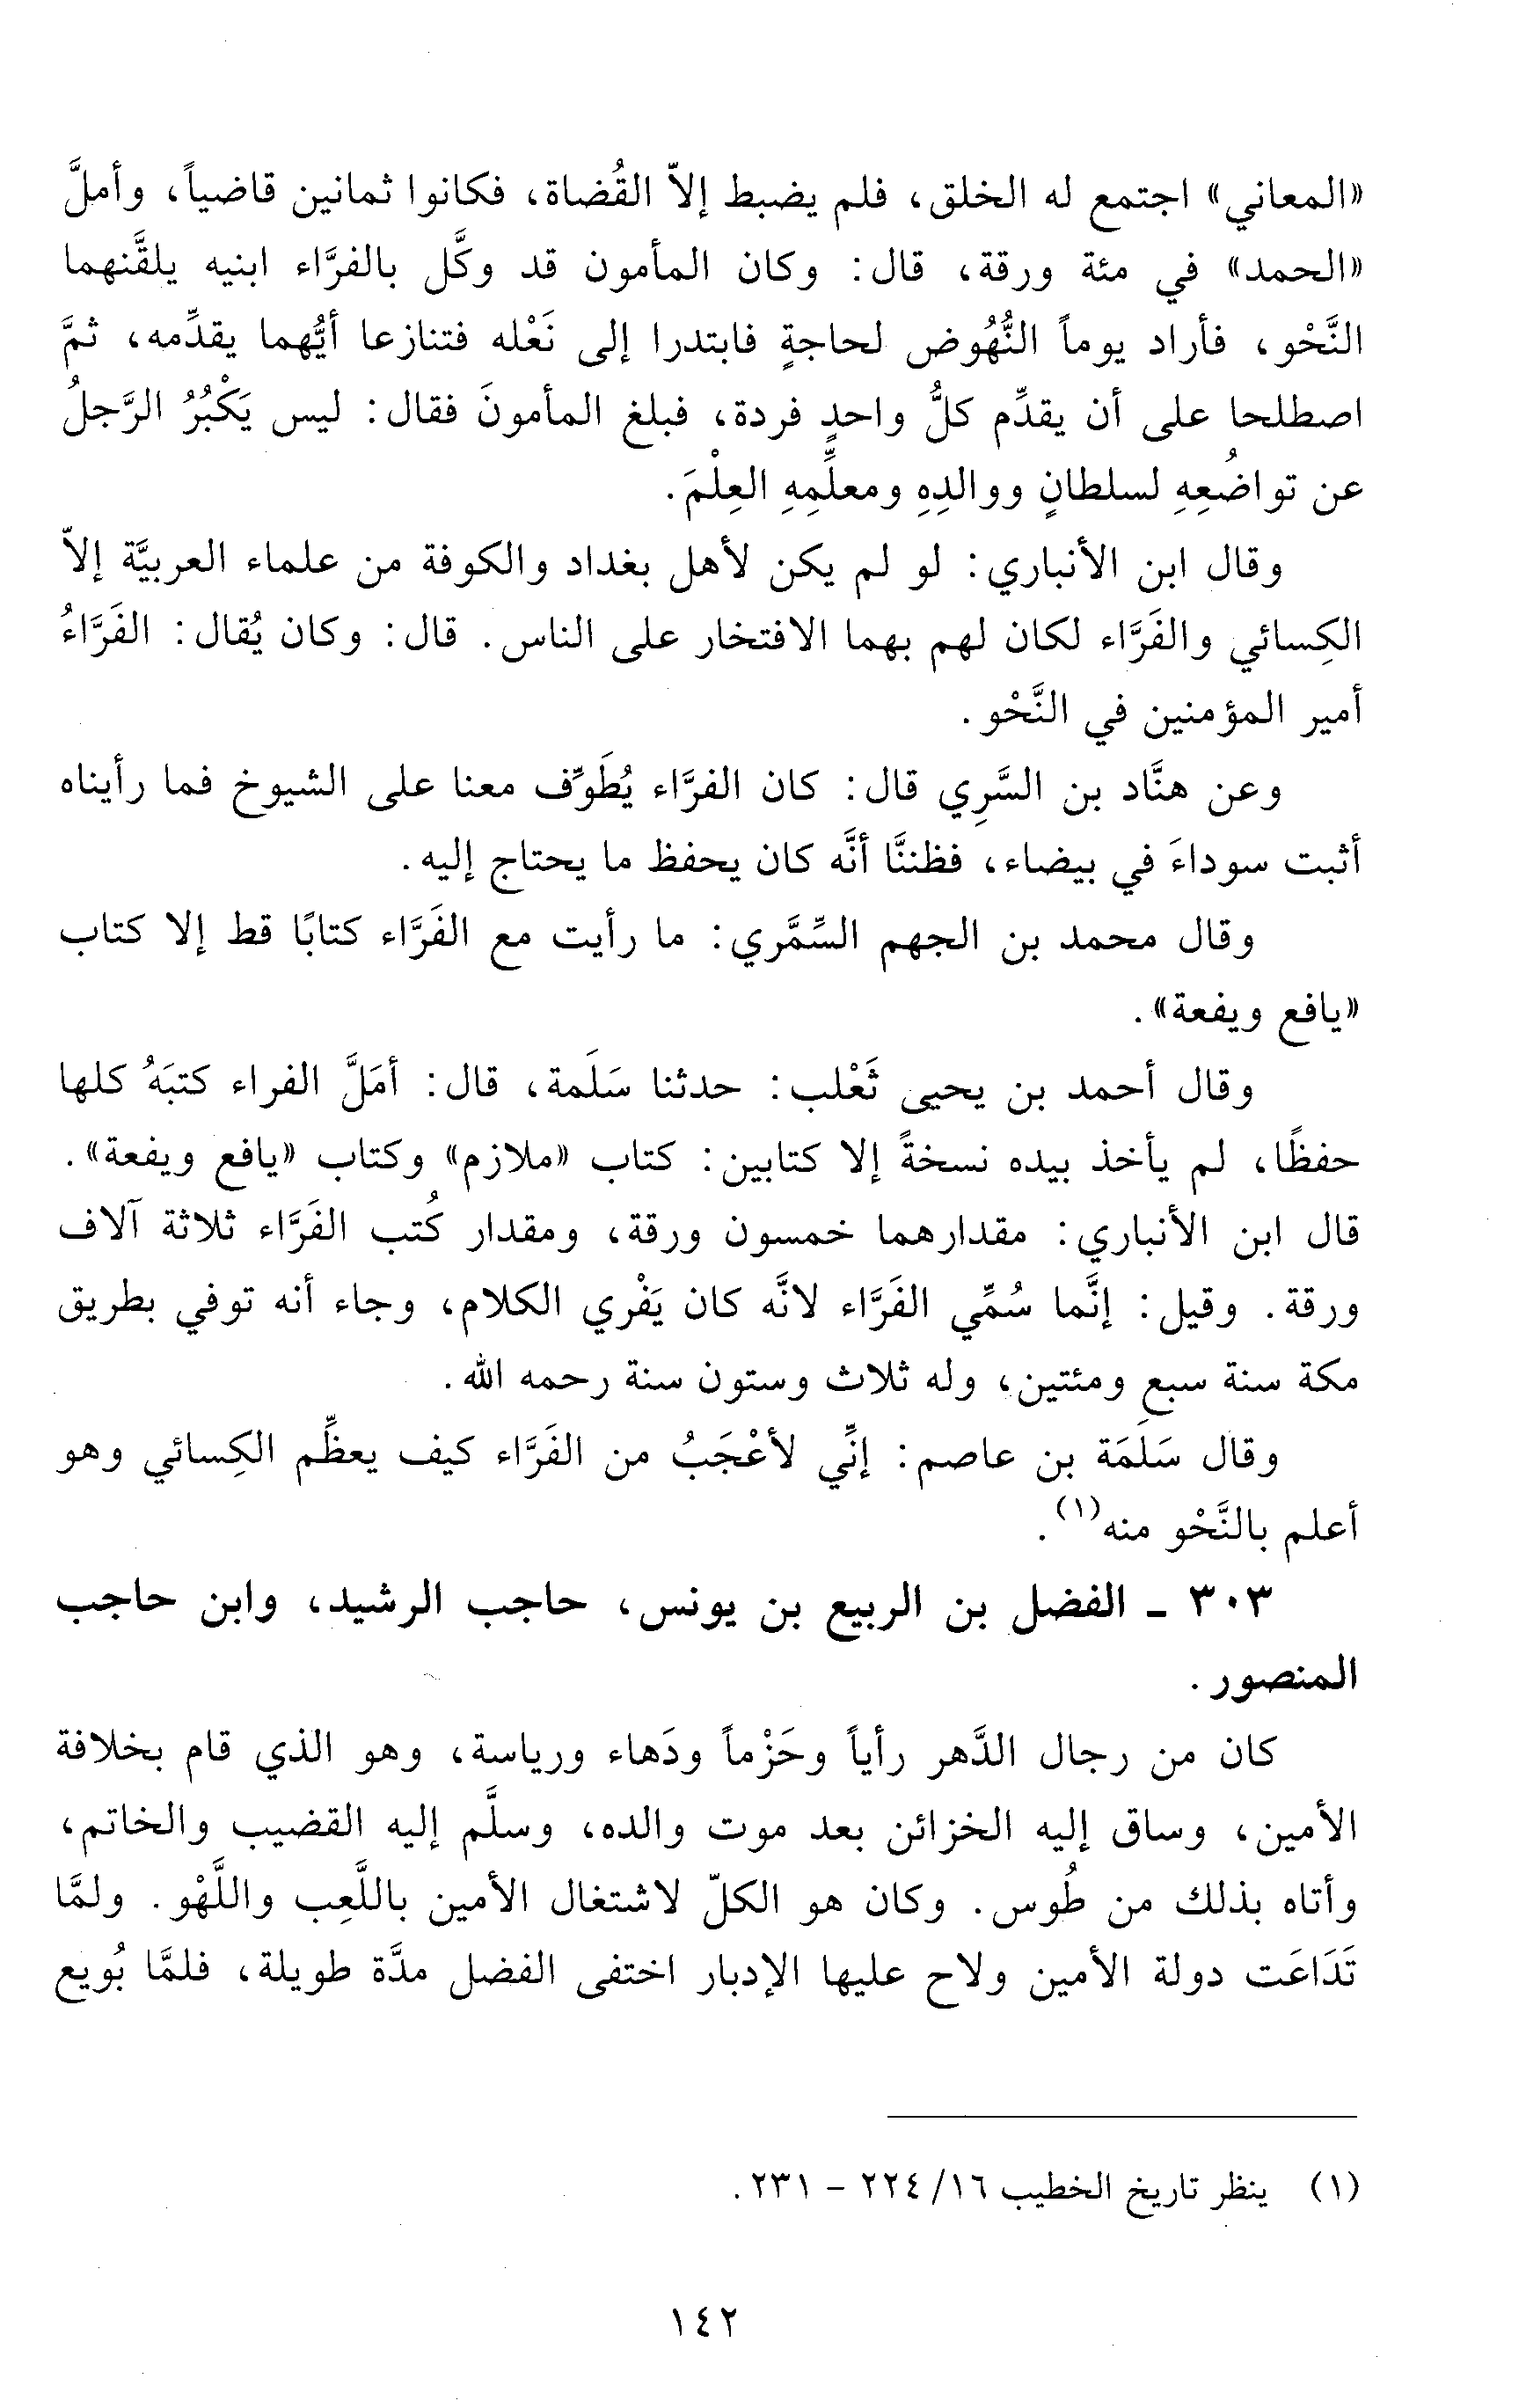 «المعاني» اجتمع له الخلق، فلم يضبط إلاّ القُضاة، فكانوا ثمانين قاضياً، وأملَّ
«الحمد» في مئة ورقة، قال: وكان المأمون قد وكَّل بالفرَّاء ابنيه يلقَّنهما
النَّحْو، فأراد يوماً النُّهُوض لحاجةٍ فابتدرا إلى نَعْله فتنازعا أيُّهما يقدِّمه، ثمَّ
اصطلحا على أن يقدِّم كلُّ واحدٍ فردة، فبلغ المأمونَ فقال: ليس يَكْبُرُ الرَّجلُ
عن تواضُعِهِ لسلطانٍ ووالدِهِ ومعلِّمِهِ العِلْمَ.
وقال ابن الأنباري: لو لم يكن لأهل بغداد والكوفة من علماء العربيَّة إلاّ
الكِسائي والفَرَّاء لكان لهم بهما الافتخار على الناس. قال: وكان يُقال: الفَرَّاءُ
أمير المؤمنين في النَّحْو.
وعن هنَّاد بن السَّرِي قال: كان الفرَّاء يُطَوِّف معنا على الشيوخ فما رأيناه
أثبت سوداءَ في بيضاء، فظننَّا أنَّه كان يحفظ ما يحتاج إليه.
وقال محمد بن الجهم السِّمَّري: ما رأيت مع الفَرَّاء كتابًا قط إلا كتاب
«يافع ويفعة».
وقال أحمد بن يحيى ثَعْلب: حدثنا سَلَمة، قال: أمَلَّ الفراء كتبَهُ كلها
حفظًا، لم يأخذ بيده نسخةً إلا كتابين: كتاب «ملازم» وكتاب «يافع ويفعة».
قال ابن الأنباري: مقدارهما خمسون ورقة، ومقدار كُتب الفَرَّاء ثلاثة آلاف
ورقة. وقيل: إنَّما سُمِّي الفَرَّاء لانَّه كان يَفْري الكلام، وجاء أنه توفي بطريق
مكة سنة سبع ومئتين، وله ثلاث وستون سنة رحمه الله.
وقال سَلَمَة بن عاصم: إنِّي لأعْجَبُ من الفَرَّاء كيف يعظِّم الكِسائي وهو
أعلم بالنَّحْو منه(١).
٣٠٣ - الفضل بن الربيع بن يونس، حاجب الرشيد، وابن حاجب
المنصور.
كان من رجال الدَّهر رأياً وحَزْماً ودَهاء ورياسة، وهو الذي قام بخلافة
الأمين، وساق إليه الخزائن بعد موت والده، وسلَّم إليه القضيب والخاتم،
وأتاه بذلك من طُوس. وكان هو الكلّ لاشتغال الأمين باللَّعِب واللَّهْو. ولمَّا
تَدَاعَت دولة الأمين ولاح عليها الإدبار اختفى الفضل مدَّة طويلة، فلمَّا بُويع
(١) ينظر تاريخ الخطيب ١٦/ ٢٢٤ - ٢٣١.
١٤٢